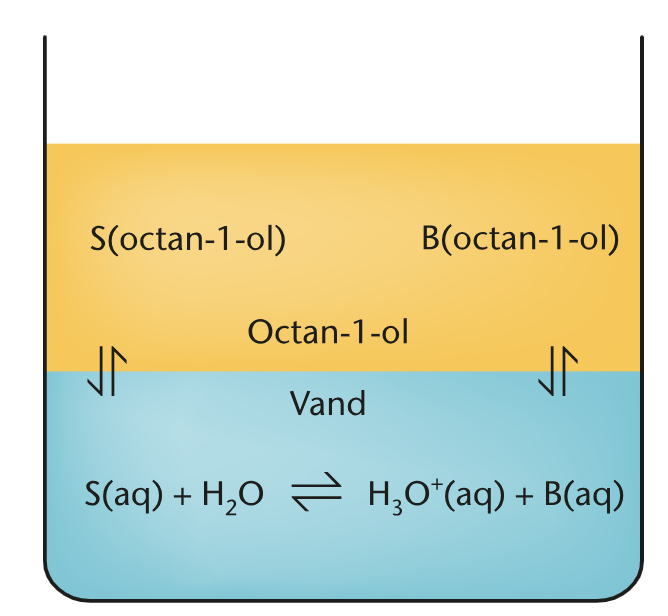 S(octan-1-ol) B(octan-1-ol)
Octan-1-ol
Vand
S(aq) + H₂O ⇌ H₃O⁺(aq) + B(aq)